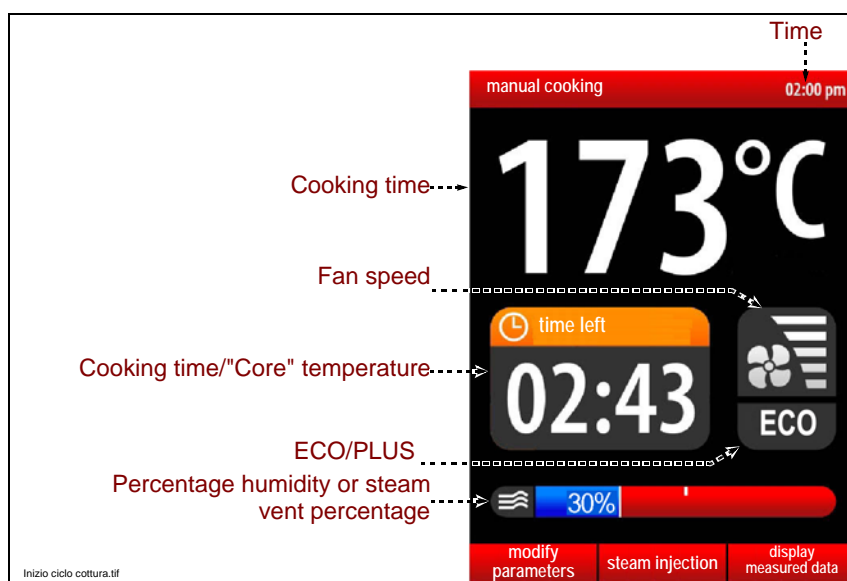 Time
manual cooking 02:00 pm
173°C
Cooking time
Fan speed
time left
Cooking time/"Core" temperature
02:43
ECO
ECO/PLUS
Percentage humidity or steam
vent percentage
30%
modify
parameters
steam injection
display
measured data
Inizio ciclo cottura.tif